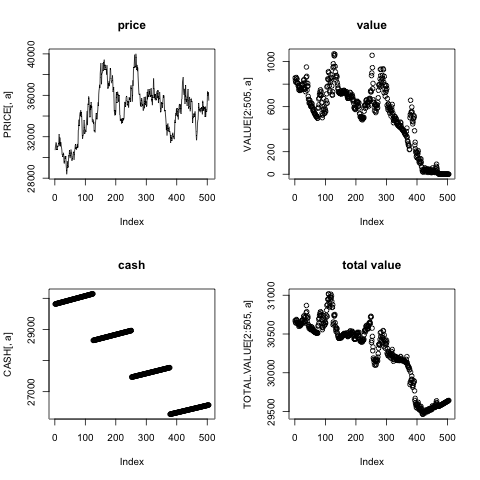 price
PRICE[, a]
28000 32000 36000 40000
0 100 200 300 400 500
Index
value
VALUE[2:505, a]
0 200 600 1000
0 100 200 300 400 500
Index
cash
CASH[, a]
27000 29000
0 100 200 300 400 500
Index
total value
TOTAL.VALUE[2:505, a]
29500 30000 30500 31000
0 100 200 300 400 500
Index